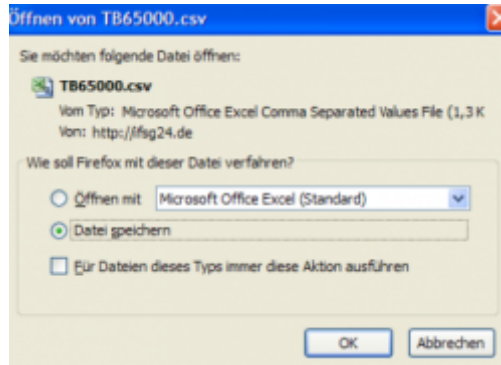 Öffnen von TB65000.csv
Sie möchten folgende Datei öffnen:
TB65000.csv
Vom Typ: Microsoft Office Excel Comma Separated Values File (1,3 K
Von: http://ifsg24.de
Wie soll Firefox mit dieser Datei verfahren?
Öffnen mit Microsoft Office Excel (Standard)
Datei speichern
Für Dateien dieses Typs immer diese Aktion ausführen
OK Abbrechen